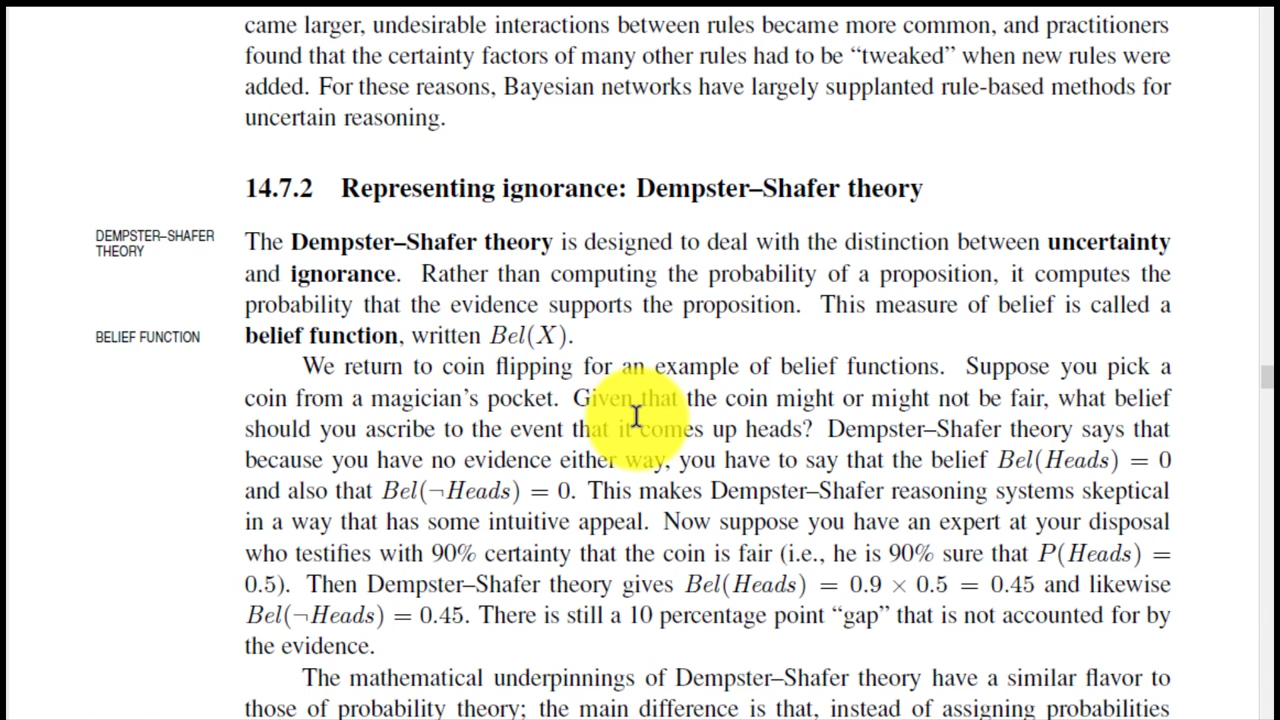 came larger, undesirable interactions between rules became more common, and practitioners
found that the certainty factors of many other rules had to be “tweaked” when new rules were
added. For these reasons, Bayesian networks have largely supplanted rule-based methods for
uncertain reasoning.
14.7.2 Representing ignorance: Dempster–Shafer theory
DEMPSTER–SHAFER
THEORY
The Dempster–Shafer theory is designed to deal with the distinction between uncertainty
and ignorance. Rather than computing the probability of a proposition, it computes the
probability that the evidence supports the proposition. This measure of belief is called a
BELIEF FUNCTION
belief function, written Bel(X).
We return to coin flipping for an example of belief functions. Suppose you pick a
coin from a magician’s pocket. Given that the coin might or might not be fair, what belief
should you ascribe to the event that it comes up heads? Dempster–Shafer theory says that
because you have no evidence either way, you have to say that the belief Bel(Heads) = 0
and also that Bel(¬Heads) = 0. This makes Dempster–Shafer reasoning systems skeptical
in a way that has some intuitive appeal. Now suppose you have an expert at your disposal
who testifies with 90% certainty that the coin is fair (i.e., he is 90% sure that P(Heads) =
0.5). Then Dempster–Shafer theory gives Bel(Heads) = 0.9 × 0.5 = 0.45 and likewise
Bel(¬Heads) = 0.45. There is still a 10 percentage point “gap” that is not accounted for by
the evidence.
The mathematical underpinnings of Dempster–Shafer theory have a similar flavor to
those of probability theory; the main difference is that, instead of assigning probabilities